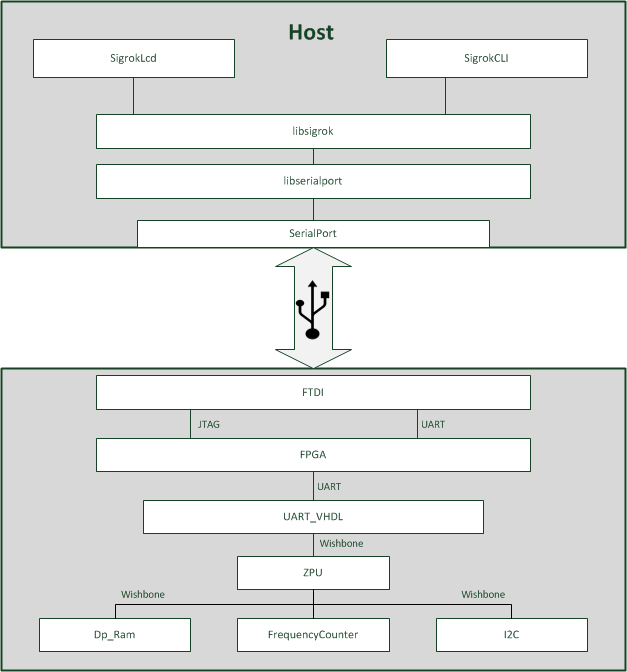 Host
SigrokLcd
SigrokCLI
libsigrok
libserialport
SerialPort
FTDI
JTAG
UART
FPGA
UART
UART_VHDL
Wishbone
ZPU
Wishbone
Wishbone
Dp_Ram
FrequencyCounter
I2C